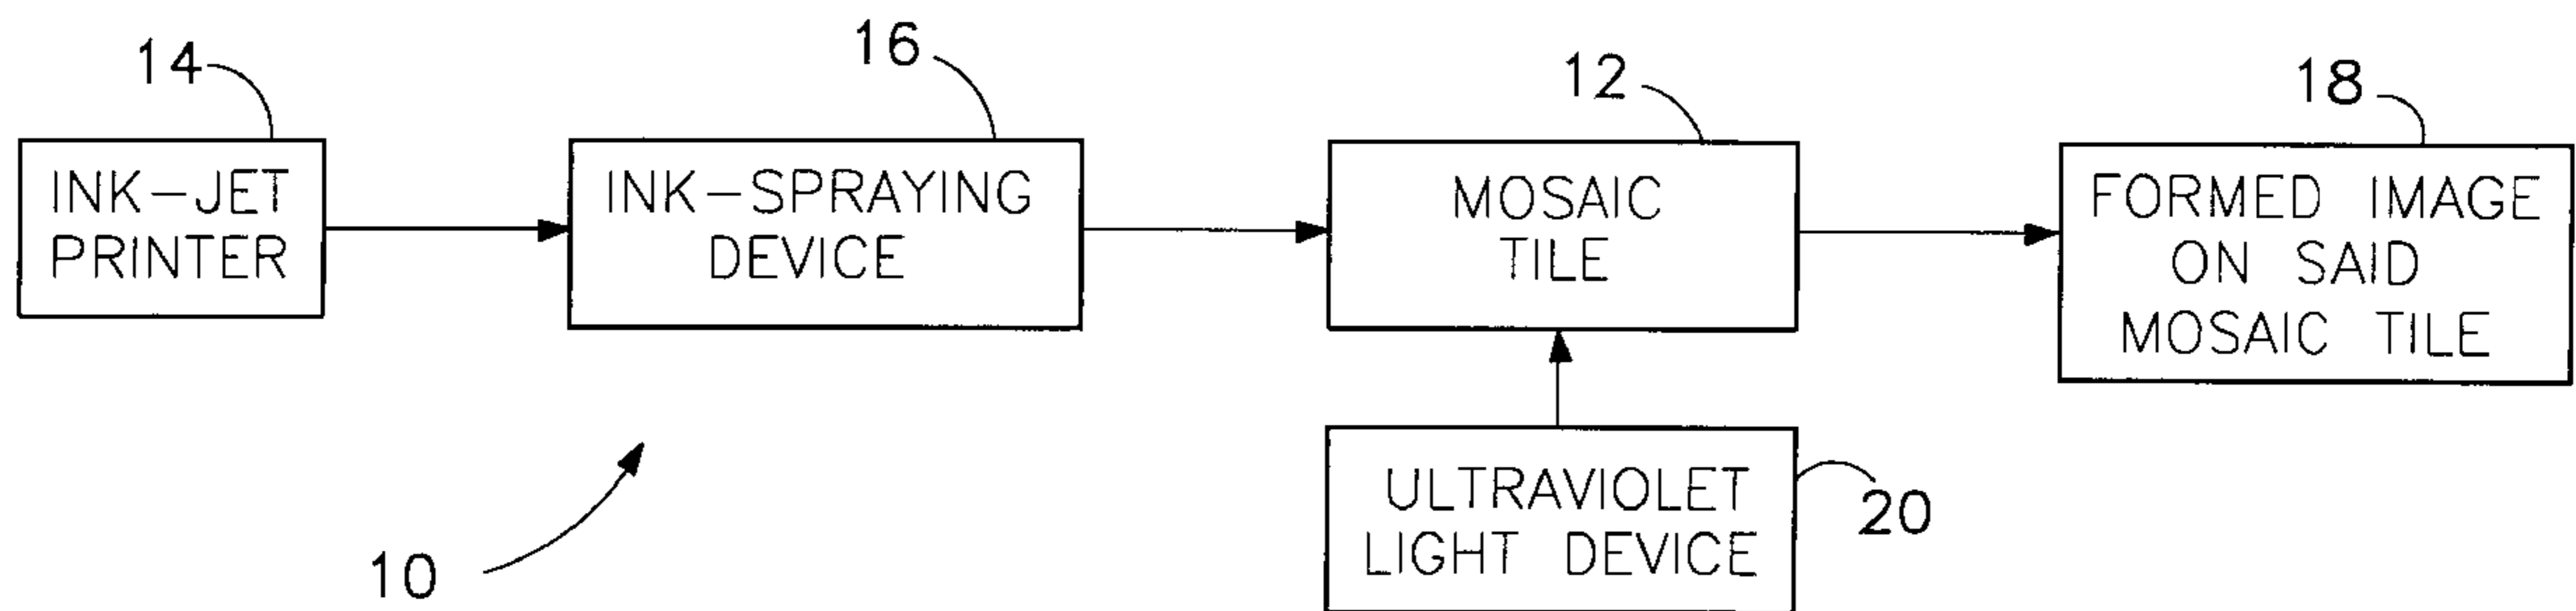 14
INK-JET
PRINTER
16
INK-SPRAYING
DEVICE
12
MOSAIC
TILE
18
FORMED IMAGE
ON SAID
MOSAIC TILE
ULTRAVIOLET
LIGHT DEVICE
20
10